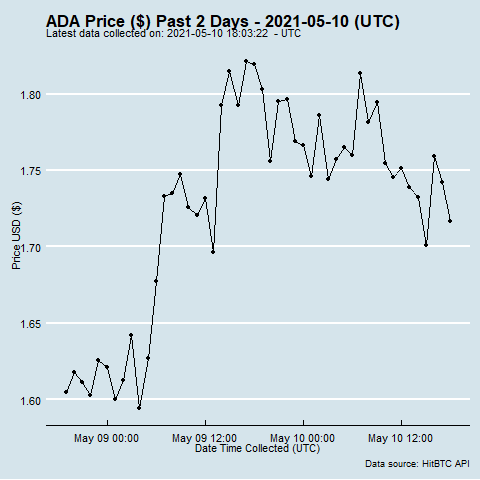 ADA Price ($) Past 2 Days - 2021-05-10 (UTC)
Latest data collected on: 2021-05-10 18:03:22 - UTC
Price USD ($)
1.80
1.75
1.70
1.65
1.60
May 09 00:00 May 09 12:00 May 10 00:00 May 10 12:00
Date Time Collected (UTC)
Data source: HitBTC API